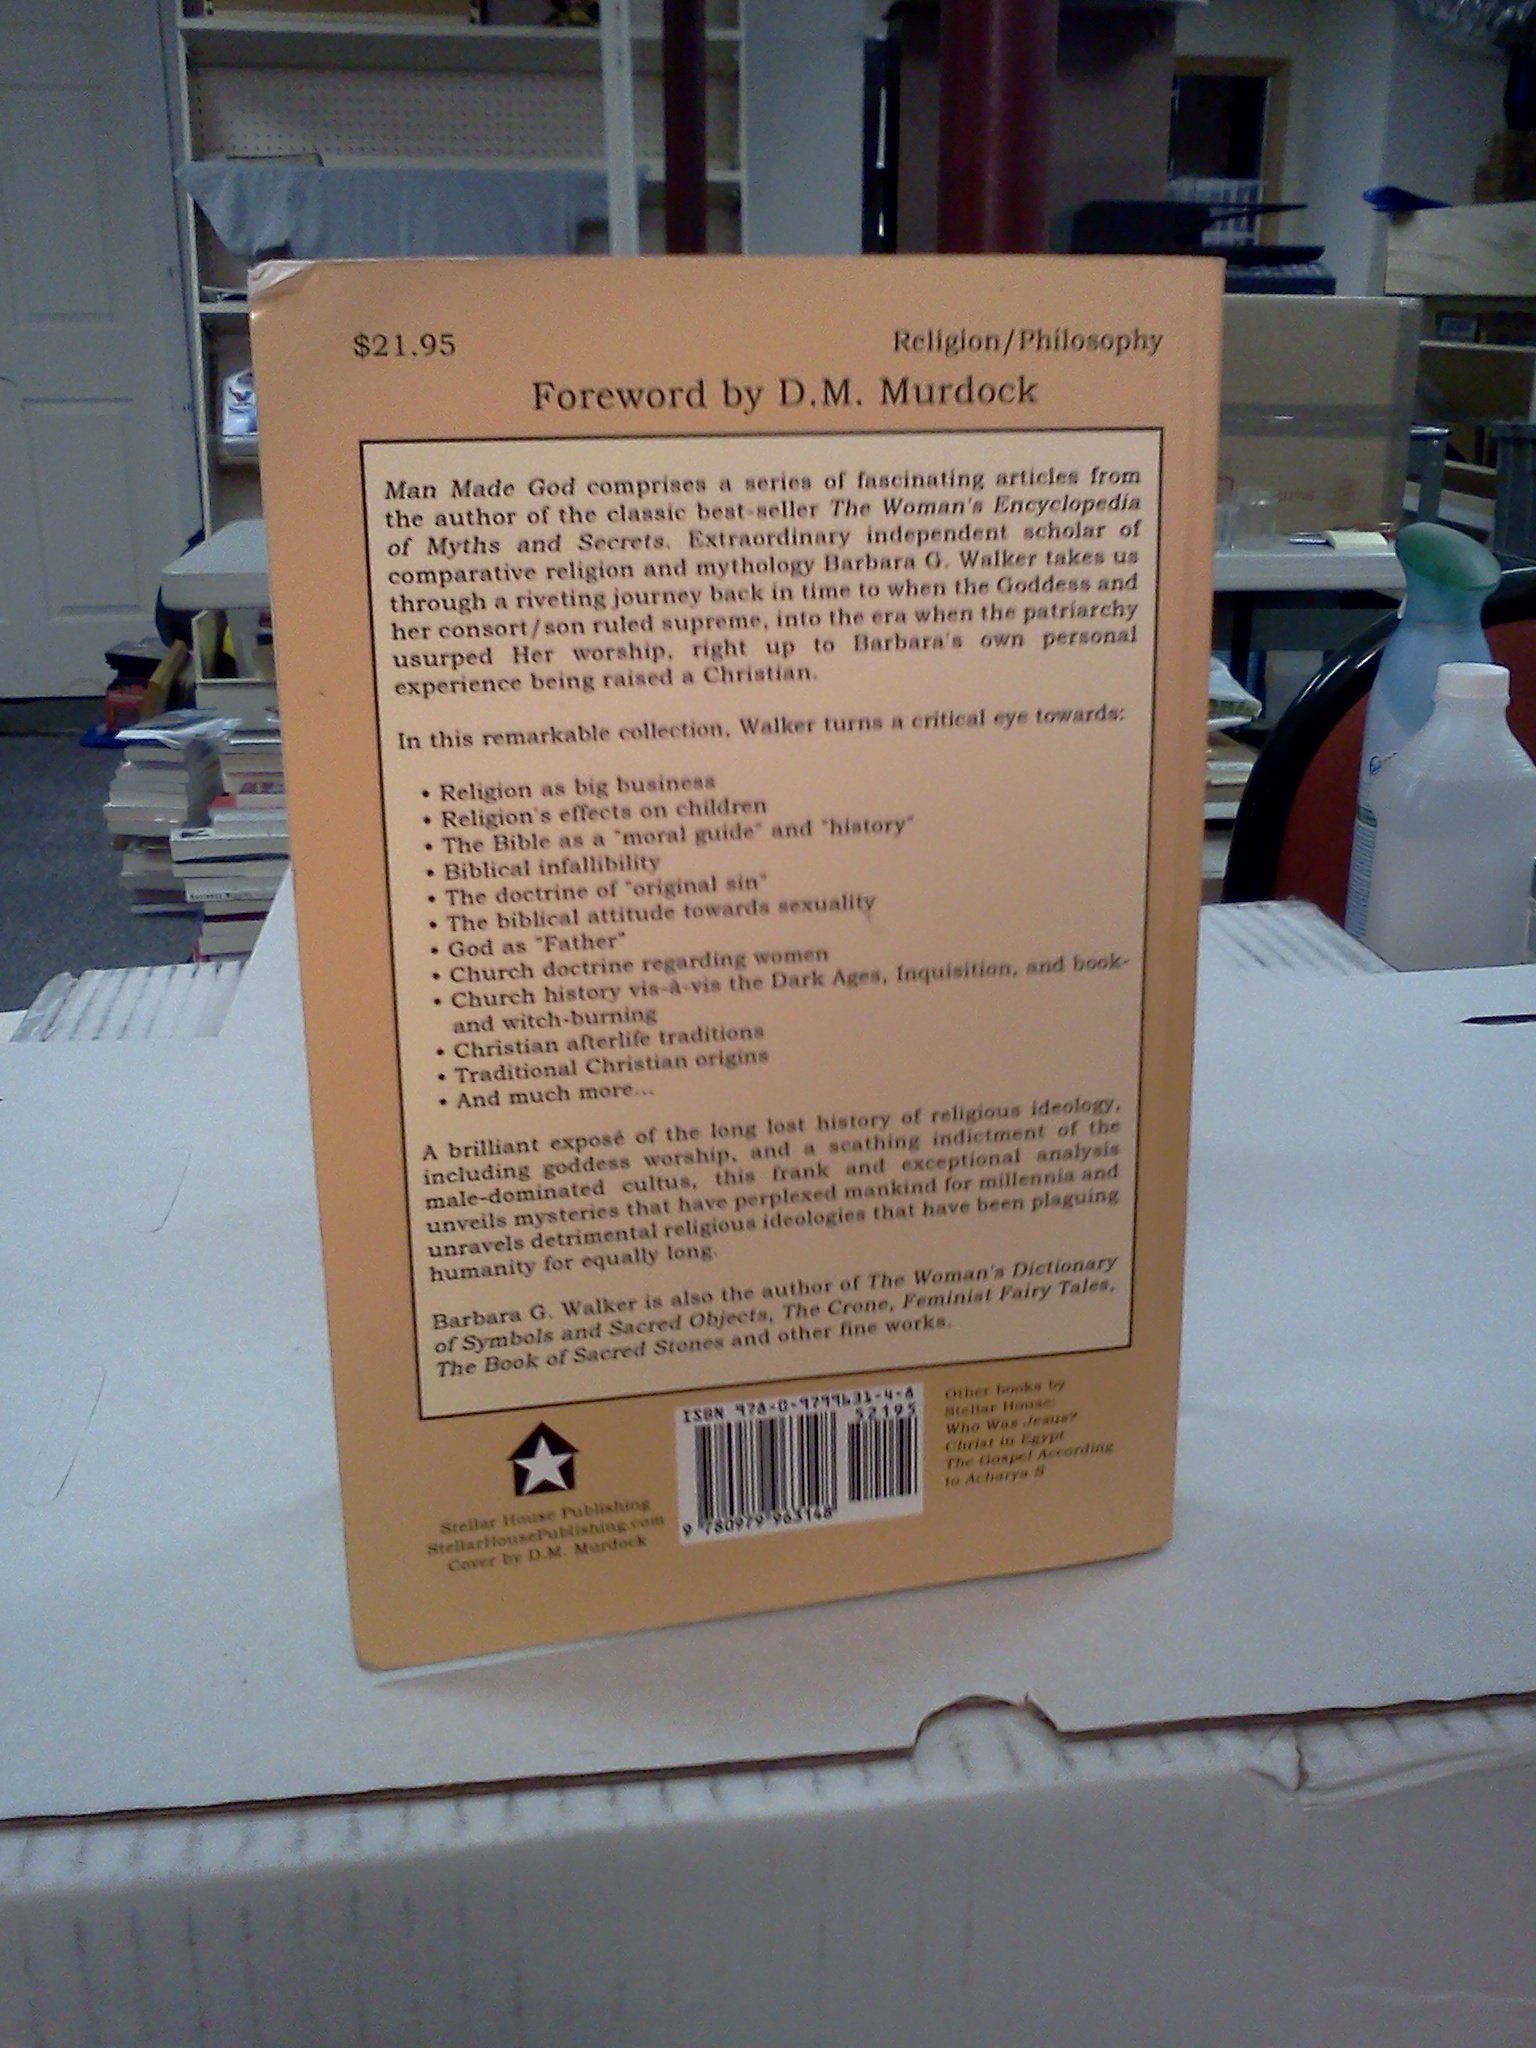 $21.95
Religion/Philosophy
Foreword by D.M. Murdock
Man Made God comprises a series of fascinating articles from
the author of the classic best-seller The Woman's Encyclopedia
of Myths and Secrets. Extraordinary independent scholar of
comparative religion and mythology Barbara G. Walker takes us
through a riveting journey back in time to when the Goddess and
her consort/son ruled supreme, into the era when the patriarchy
usurped Her worship, right up to Barbara's own personal
experience being raised a Christian.
In this remarkable collection, Walker turns a critical eye towards:
• Religion as big business
• Religion's effects on children
• The Bible as a "moral guide" and "history"
• Biblical infallibility
• The doctrine of "original sin"
• The biblical attitude towards sexuality
• God as "Father"
• Church doctrine regarding women
• Church history vis-à-vis the Dark Ages, Inquisition, and book-
and witch-burning
• Christian afterlife traditions
• Traditional Christian origins
• And much more...
A brilliant exposé of the long lost history of religious ideology,
including goddess worship, and a scathing indictment of the
male-dominated cultus, this frank and exceptional analysis
unveils mysteries that have perplexed mankind for millennia and
unravels detrimental religious ideologies that have been plaguing
humanity for equally long.
Barbara G. Walker is also the author of The Woman's Dictionary
of Symbols and Sacred Objects, The Crone, Feminist Fairy Tales,
The Book of Sacred Stones and other fine works.
Stellar House Publishing
StellarHousePublishing.com
Cover by D.M. Murdock
ISBN 978-0-9799631-4-8
52195
9 780979 963148
Other books by
Stellar House:
Who Was Jesus?
Christ in Egypt
The Gospel According
to Acharya S